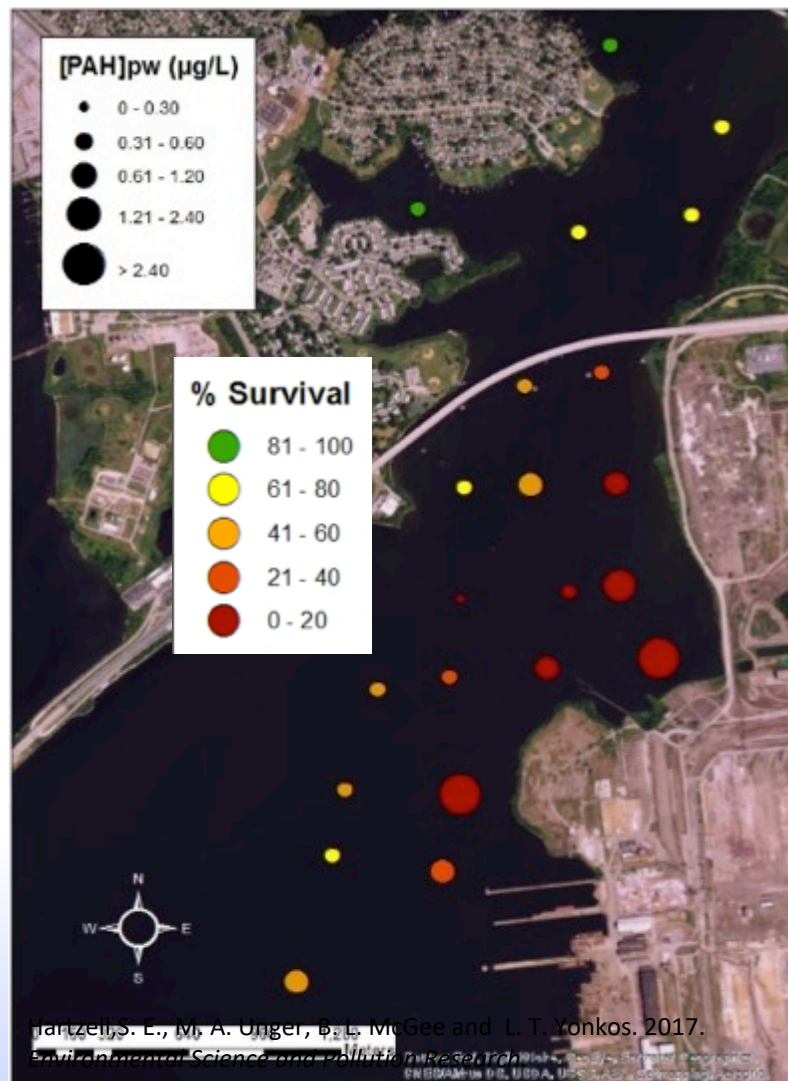 [PAH]pw (µg/L)
0 - 0.30
0.31 - 0.60
0.61 - 1.20
1.21 - 2.40
> 2.40
% Survival
81 - 100
61 - 80
41 - 60
21 - 40
0 - 20
N
W E
S
Hartzell,S. E., M. A. Unger, B. L. McGee and L. T. Yonkos. 2017.
Environmental Science and Pollution Research